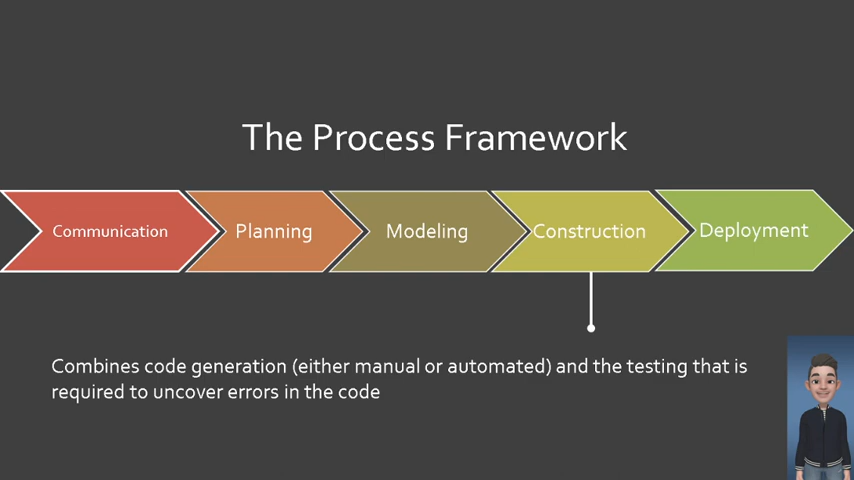 The Process Framework
Communication
Planning
Modeling
Construction
Deployment
Combines code generation (either manual or automated) and the testing that is
required to uncover errors in the code